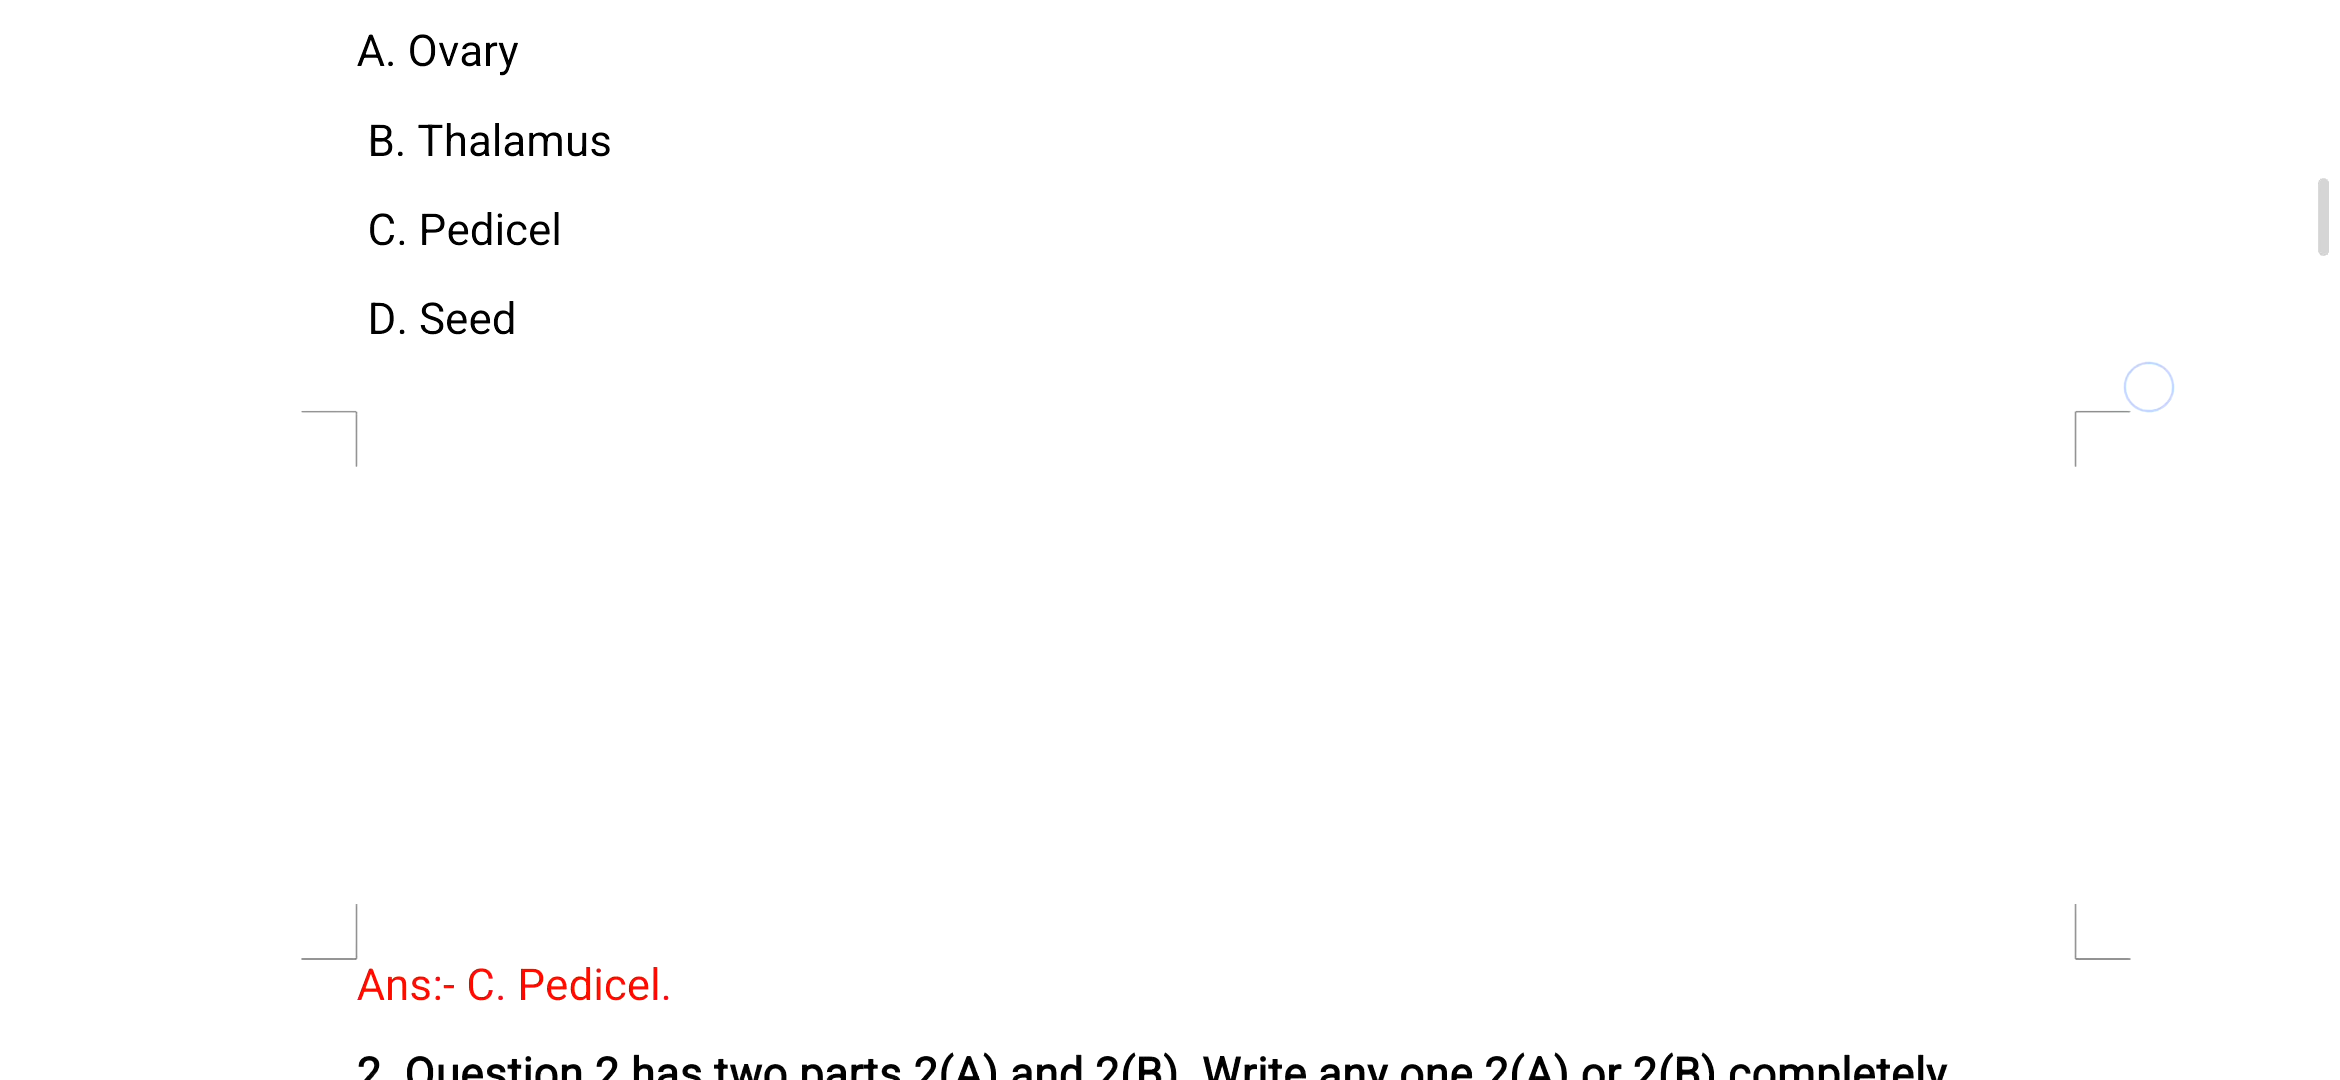 A. Ovary
B. Thalamus
C. Pedicel
D. Seed
Ans:- C. Pedicel.
2. Question 2 has two parts 2(A) and 2(B). Write any one 2(A) or 2(B) completely